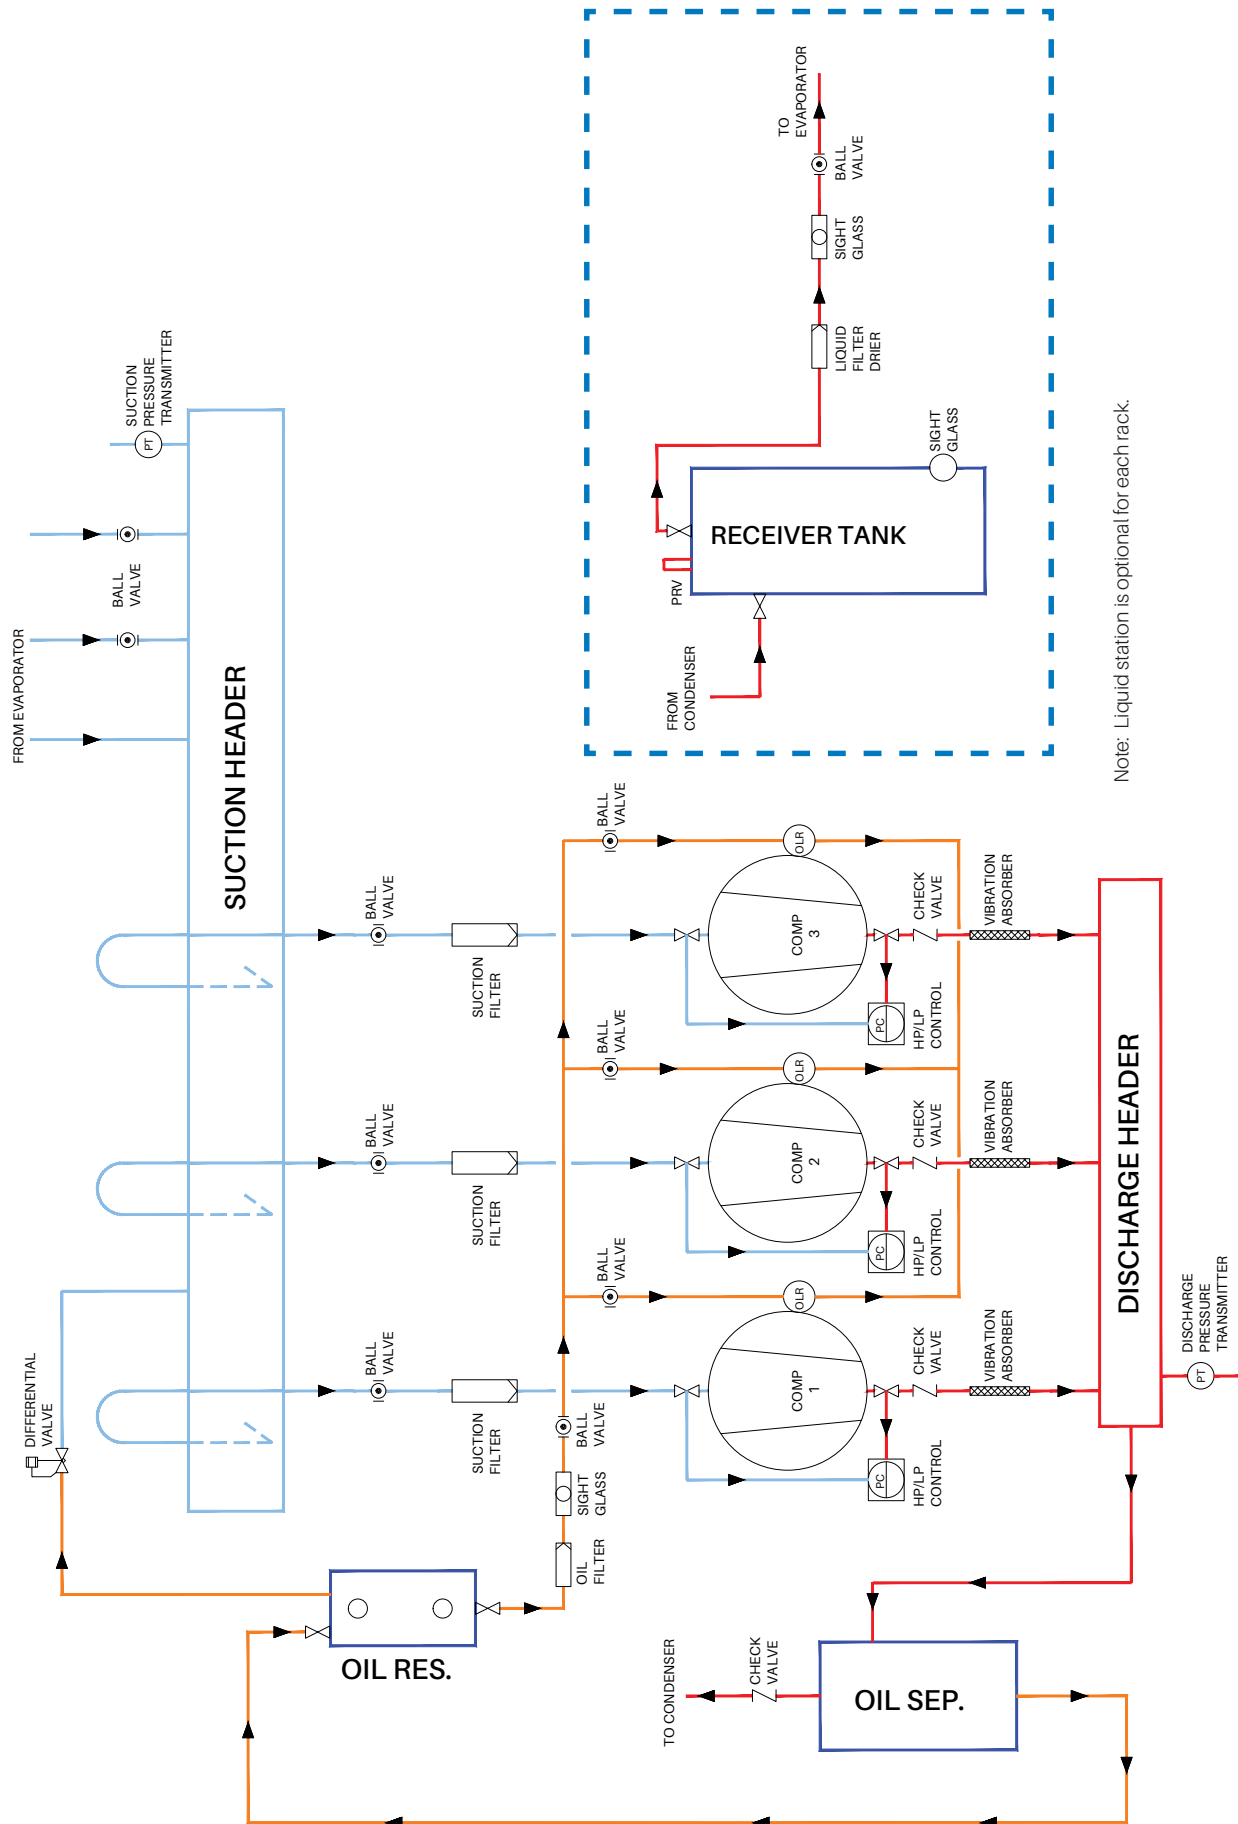 DIFFERENTIAL
VALVE
FROM EVAPORATOR
BALL
VALVE
SUCTION
PRESSURE
TRANSMITTER
PT
SUCTION HEADER
BALL
VALVE
BALL
VALVE
BALL
VALVE
SUCTION
FILTER
SUCTION
FILTER
SUCTION
FILTER
OIL RES.
OIL
FILTER
SIGHT
GLASS
BALL
VALVE
BALL
VALVE
BALL
VALVE
BALL
VALVE
OLR
OLR
OLR
COMP
1
COMP
2
COMP
3
PC
HP/LP
CONTROL
PC
HP/LP
CONTROL
PC
HP/LP
CONTROL
CHECK
VALVE
CHECK
VALVE
CHECK
VALVE
VIBRATION
ABSORBER
VIBRATION
ABSORBER
VIBRATION
ABSORBER
DISCHARGE HEADER
PT
DISCHARGE
PRESSURE
TRANSMITTER
TO CONDENSER
CHECK
VALVE
OIL SEP.
FROM
CONDENSER
PRV
RECEIVER TANK
SIGHT
GLASS
LIQUID
FILTER
DRIER
SIGHT
GLASS
BALL
VALVE
TO
EVAPORATOR
Note: Liquid station is optional for each rack.